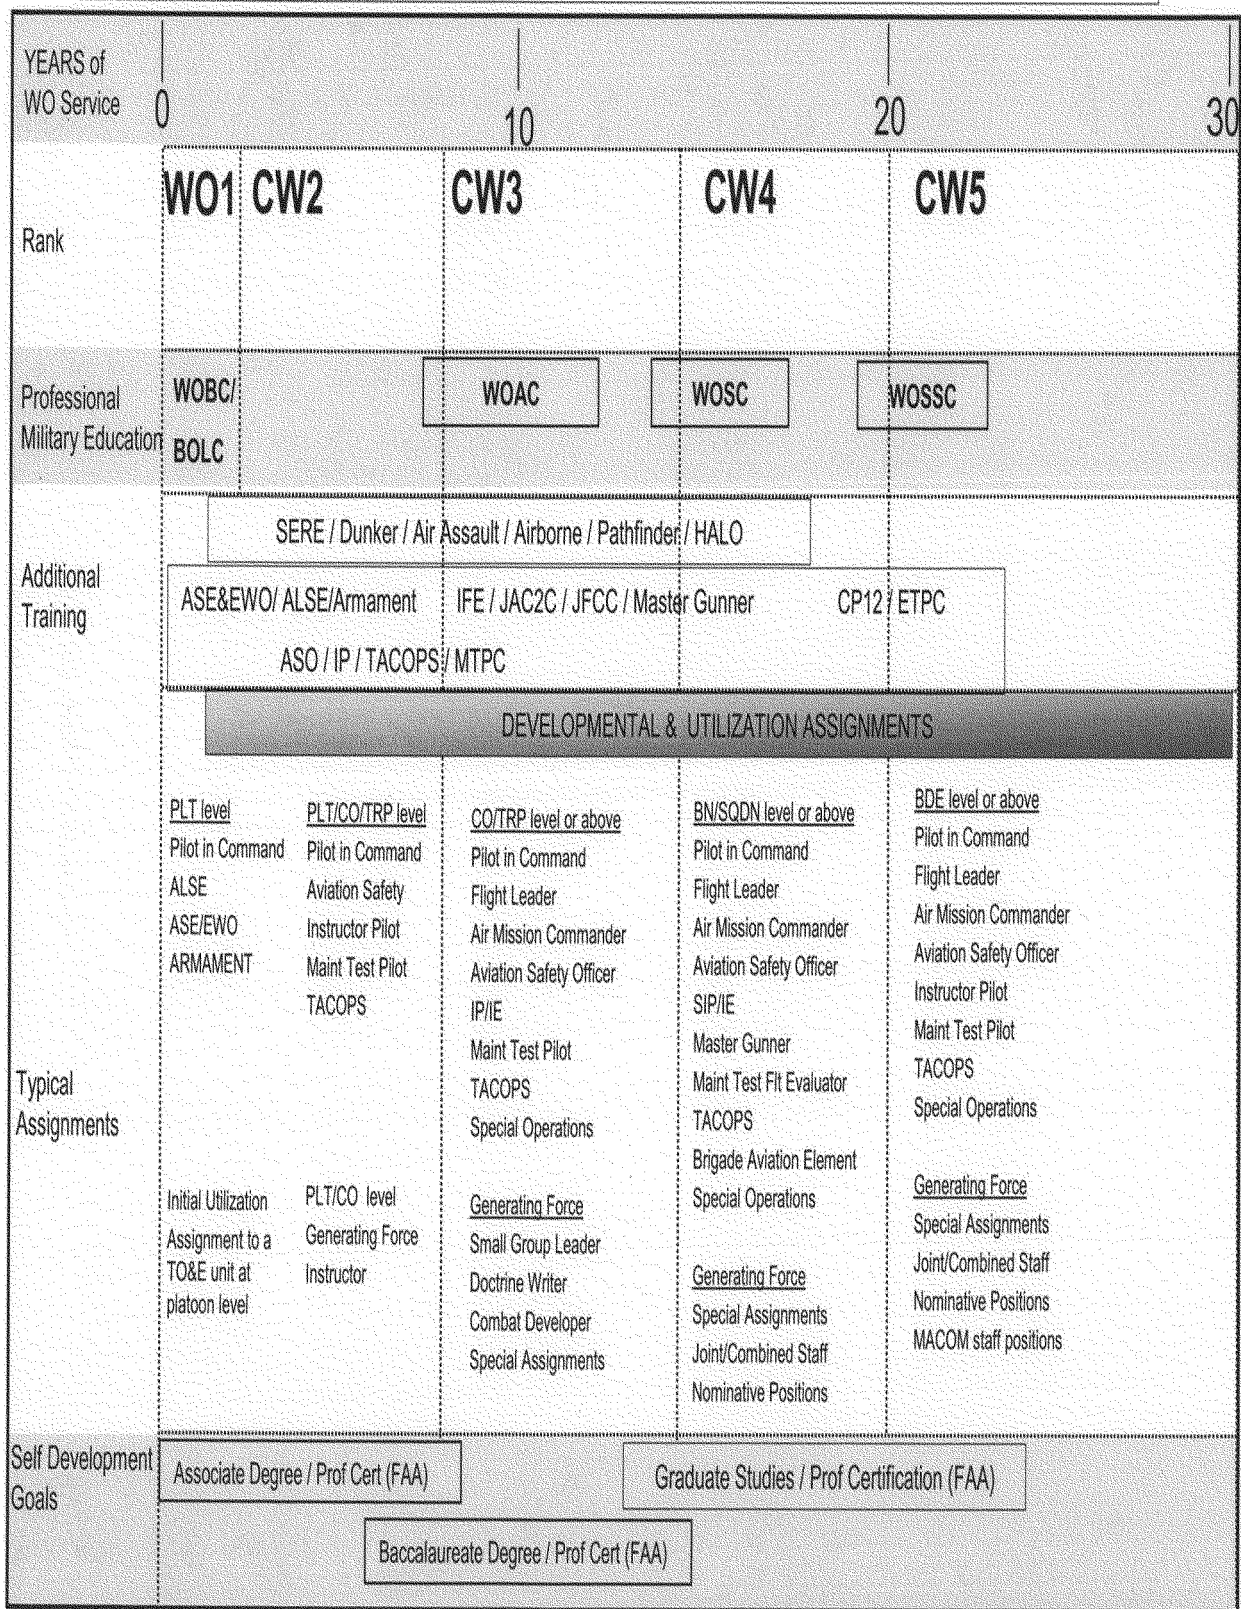 YEARS of
WO Service
0
10
20
30
Rank
WO1
CW2
CW3
CW4
CW5
Professional
Military Education
WOBC/
BOLC
WOAC
WOSC
WOSSC
Additional
Training
SERE / Dunker / Air Assault / Airborne / Pathfinder / HALO
ASE&EWO/ ALSE/Armament
IFE / JAC2C / JFCC / Master Gunner
CP12 / ETPC
ASO / IP / TACOPS / MTPC
DEVELOPMENTAL & UTILIZATION ASSIGNMENTS
Typical
Assignments
PLT level
Pilot in Command
ALSE
ASE/EWO
ARMAMENT
Initial Utilization
Assignment to a
TO&E unit at
platoon level
PLT/CO/TRP level
Pilot in Command
Aviation Safety
Instructor Pilot
Maint Test Pilot
TACOPS
PLT/CO level
Generating Force
Instructor
CO/TRP level or above
Pilot in Command
Flight Leader
Air Mission Commander
Aviation Safety Officer
IP/IE
Maint Test Pilot
TACOPS
Special Operations
Generating Force
Small Group Leader
Doctrine Writer
Combat Developer
Special Assignments
BN/SQDN level or above
Pilot in Command
Flight Leader
Air Mission Commander
Aviation Safety Officer
SIP/IE
Master Gunner
Maint Test Flt Evaluator
TACOPS
Brigade Aviation Element
Special Operations
Generating Force
Special Assignments
Joint/Combined Staff
Nominative Positions
BDE level or above
Pilot in Command
Flight Leader
Air Mission Commander
Aviation Safety Officer
Instructor Pilot
Maint Test Pilot
TACOPS
Special Operations
Generating Force
Special Assignments
Joint/Combined Staff
Nominative Positions
MACOM staff positions
Self Development
Goals
Associate Degree / Prof Cert (FAA)
Graduate Studies / Prof Certification (FAA)
Baccalaureate Degree / Prof Cert (FAA)